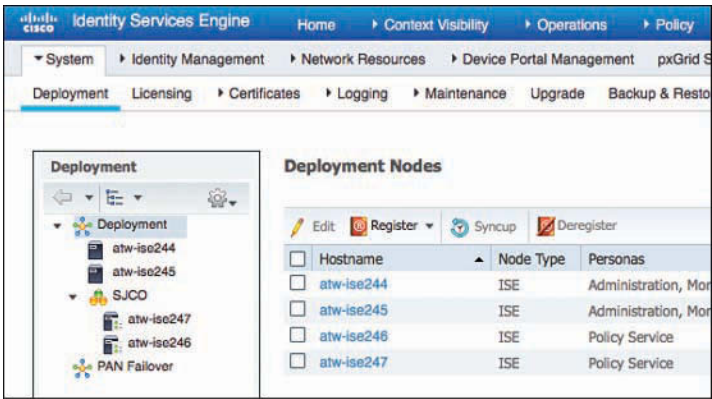 cisco Identity Services Engine Home Context Visibility Operations Policy
System Identity Management Network Resources Device Portal Management pxGrid S
Deployment Licensing Certificates Logging Maintenance Upgrade Backup & Resto
Deployment
Deployment Nodes
Deployment
atw-ise244
atw-ise245
SJCO
atw-ise247
atw-ise246
PAN Failover
Edit Register Syncup Deregister
Hostname Node Type Personas
atw-ise244 ISE Administration, Mor
atw-ise245 ISE Administration, Mor
atw-ise246 ISE Policy Service
atw-ise247 ISE Policy Service